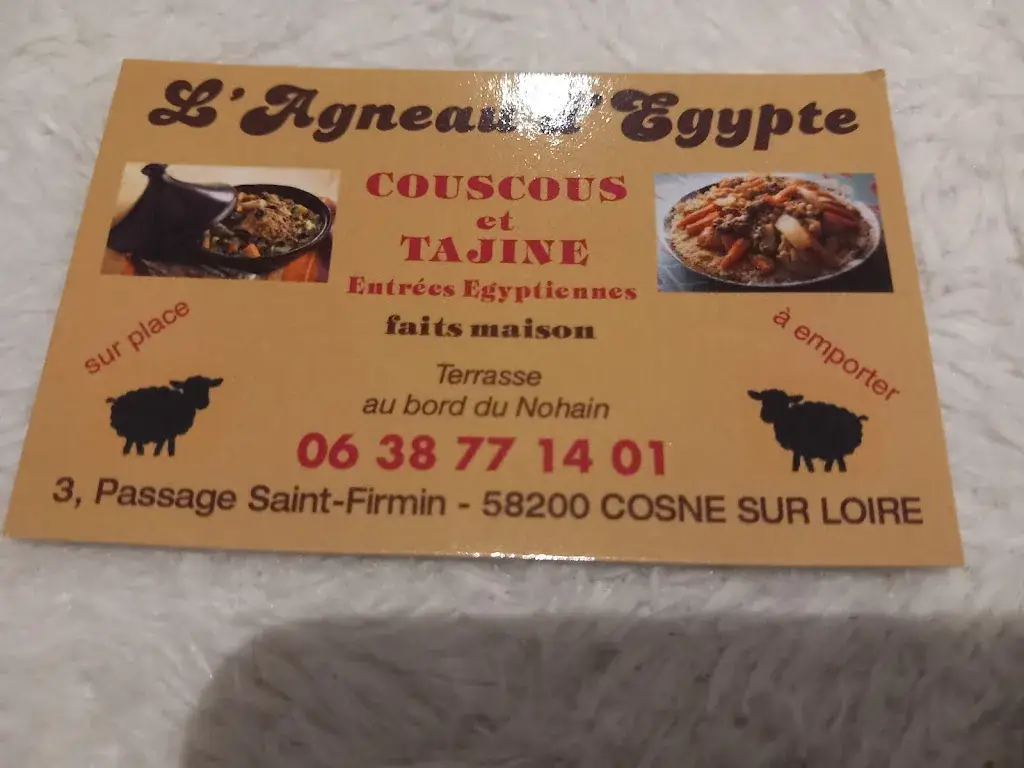 L'Agneau d'Egypte
COUSCOUS
et
TAJINE
Entrées Egyptiennes
faits maison
sur place
à emporter
Terrasse
au bord du Nohain
06 38 77 14 01
3, Passage Saint-Firmin - 58200 COSNE SUR LOIRE